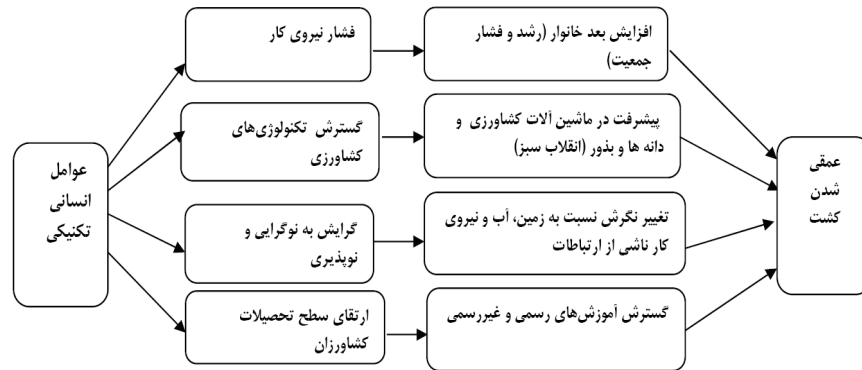 عوامل
انسانی
تکنیکی
فشار نیروی کار
افزایش بعد خانوار (رشد و فشار
جمعیت)
گسترش تکنولوژی‌های
کشاورزی
پیشرفت در ماشین آلات کشاورزی و
دانه ها و بذور (انقلاب سبز)
گرایش به نوگرایی و
نوپذیری
تغییر نگرش نسبت به زمین، آب و نیروی
کار ناشی از ارتباطات
ارتقای سطح تحصیلات
کشاورزان
گسترش آموزش‌های رسمی و غیررسمی
عمقی
شدن
کشت